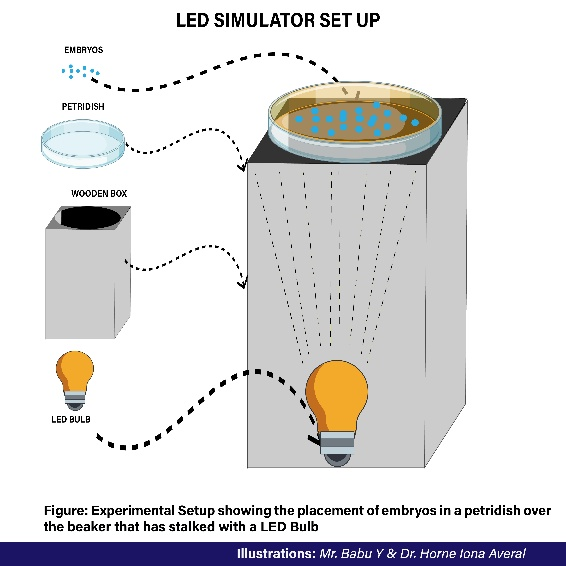 LED SIMULATOR SET UP
EMBRYOS
PETRIDISH
WOODEN BOX
LED BULB
Figure: Experimental Setup showing the placement of embryos in a petridish over
the beaker that has stalked with a LED Bulb
Illustrations: Mr. Babu Y & Dr. Horne Iona Averal